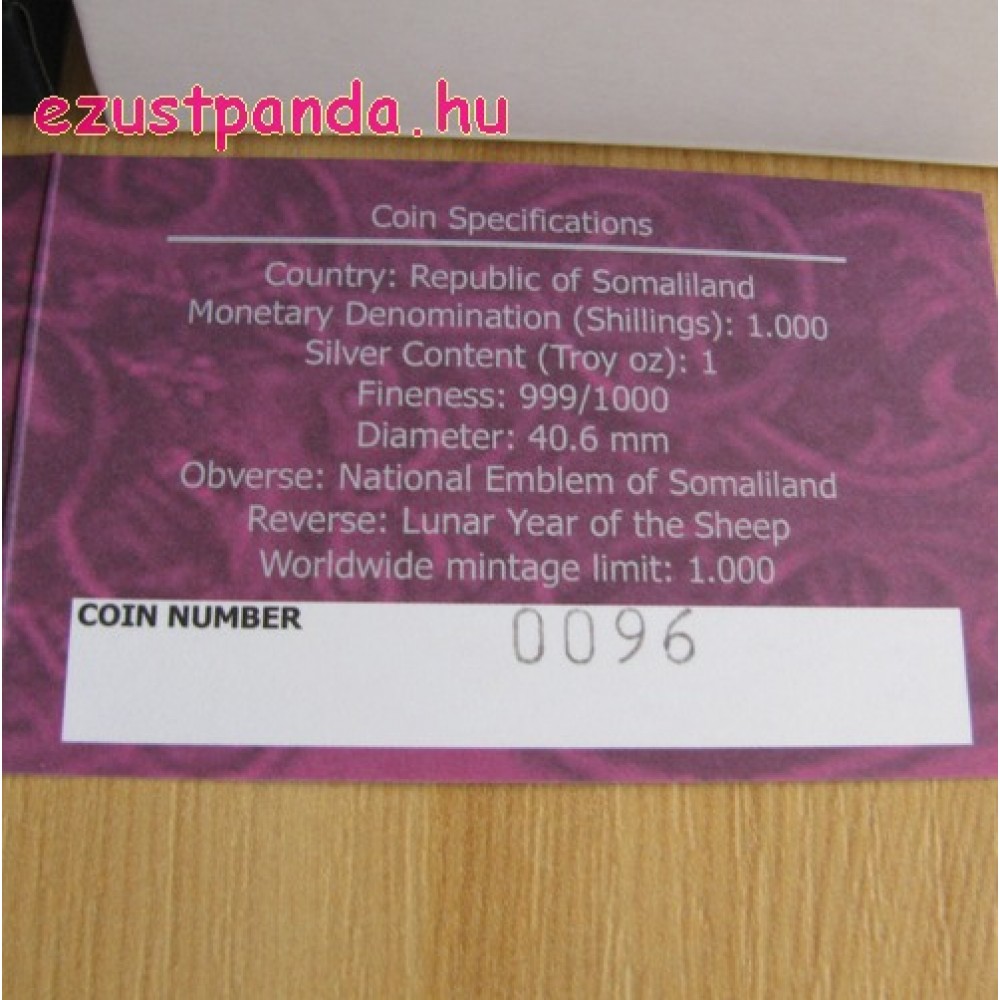 ezustpanda.hu
Coin Specifications
Country: Republic of Somaliland
Monetary Denomination (Shillings): 1.000
Silver Content (Troy oz): 1
Fineness: 999/1000
Diameter: 40.6 mm
Obverse: National Emblem of Somaliland
Reverse: Lunar Year of the Sheep
Worldwide mintage limit: 1.000
COIN NUMBER 0096